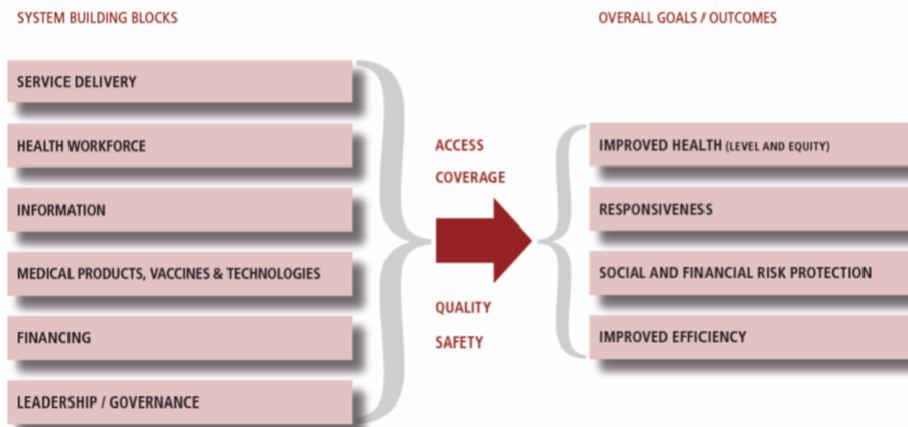 SYSTEM BUILDING BLOCKS
SERVICE DELIVERY
HEALTH WORKFORCE
INFORMATION
MEDICAL PRODUCTS, VACCINES & TECHNOLOGIES
FINANCING
LEADERSHIP / GOVERNANCE
ACCESS
COVERAGE
QUALITY
SAFETY
OVERALL GOALS / OUTCOMES
IMPROVED HEALTH (LEVEL AND EQUITY)
RESPONSIVENESS
SOCIAL AND FINANCIAL RISK PROTECTION
IMPROVED EFFICIENCY